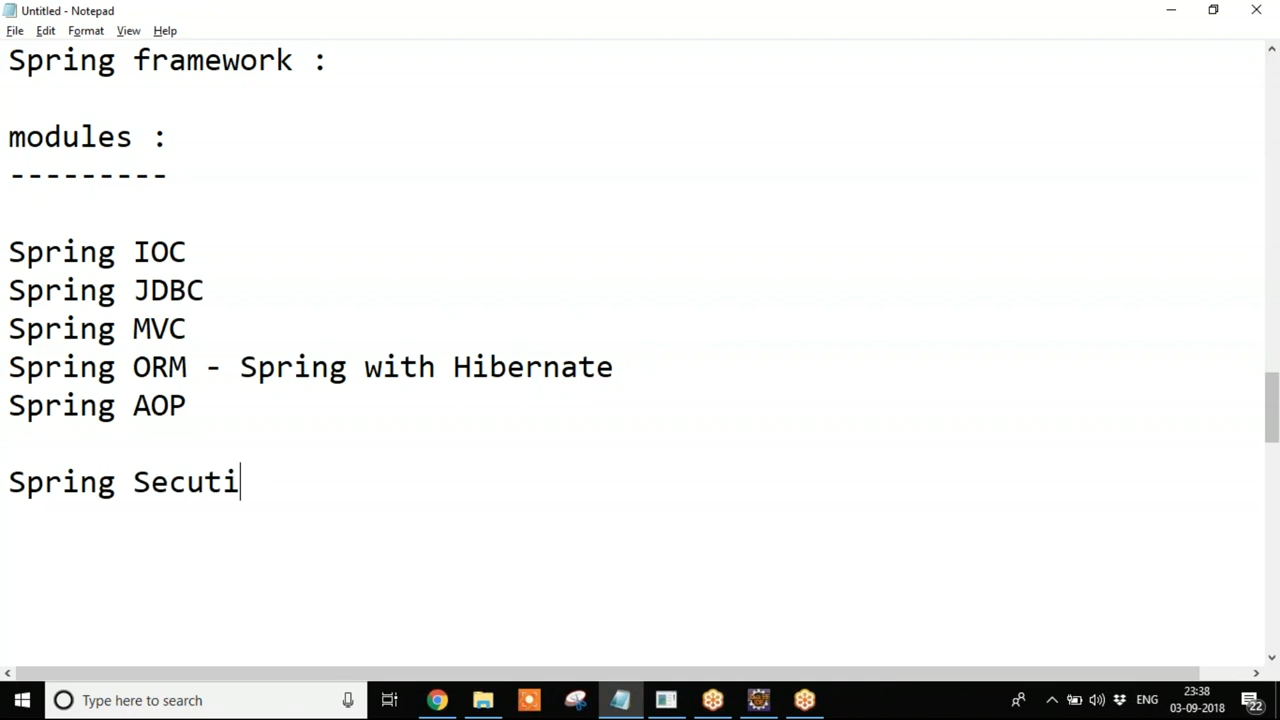 Untitled - Notepad
File Edit Format View Help
Spring framework :
modules :
---------
Spring IOC
Spring JDBC
Spring MVC
Spring ORM - Spring with Hibernate
Spring AOP
Spring Secuti
Type here to search
ENG
23:38
03-09-2018
22